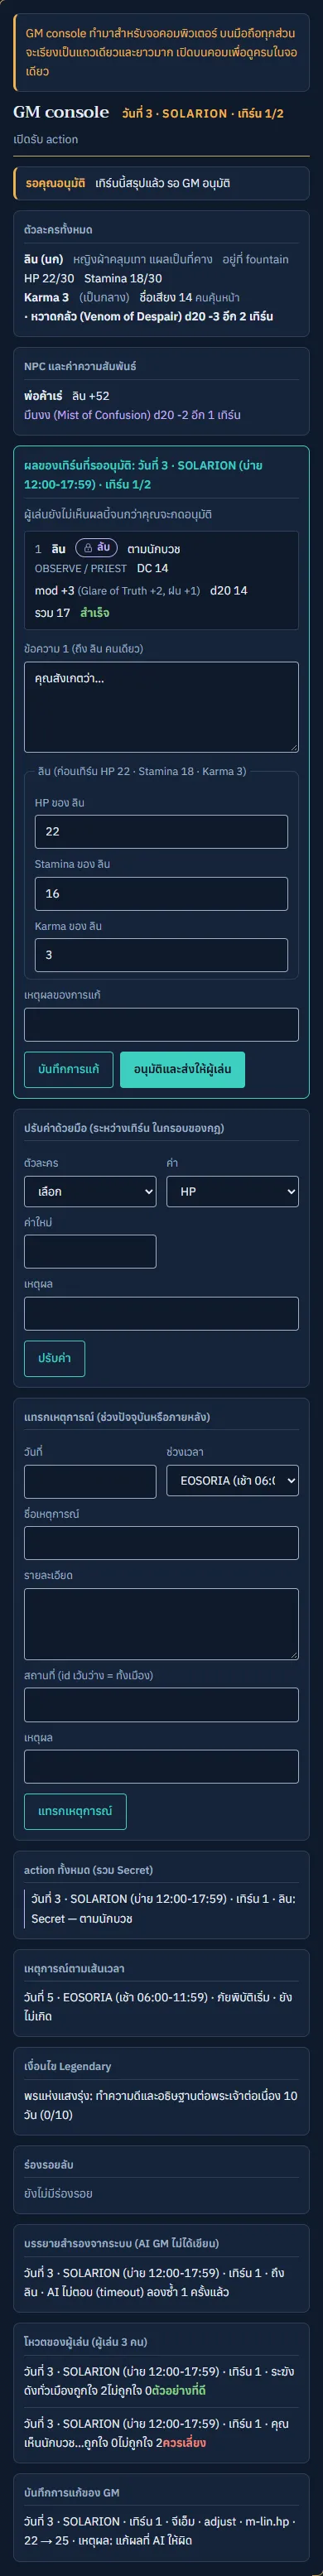 GM console ทำมาสำหรับจอคอมพิวเตอร์ บนมือถือทุกส่วน
จะเรียงเป็นแถวเดียวและยาวมาก เปิดบนคอมเพื่อดูครบในจอ
เดียว
GM console วันที่ 3 · SOLARION · เทิร์น 1/2
เปิดรับ action
รอคุณอนุมัติ เทิร์นนี้สรุปแล้ว รอ GM อนุมัติ
ตัวละครทั้งหมด
ลิน (นก) หญิงผ้าคลุมเทา แผลเป็นที่คาง อยู่ที่ fountain
HP 22/30 Stamina 18/30
Karma 3 (เป็นกลาง) ชื่อเสียง 14 คนคุ้นหน้า
· หวาดกลัว (Venom of Despair) d20 -3 อีก 2 เทิร์น
NPC และค่าความสัมพันธ์
พ่อค้าเร่ ลิน +52
มึนงง (Mist of Confusion) d20 -2 อีก 1 เทิร์น
ผลของเทิร์นที่รออนุมัติ: วันที่ 3 · SOLARION (บ่าย
12:00-17:59) · เทิร์น 1/2
ผู้เล่นยังไม่เห็นผลนี้จนกว่าคุณจะกดอนุมัติ
1 ลิน ลับ ตามนักบวช
OBSERVE / PRIEST DC 14
mod +3 (Glare of Truth +2, ฝน +1) d20 14
รวม 17 สำเร็จ
ข้อความ 1 (ถึง ลิน คนเดียว)
คุณสังเกตว่า...
ลิน (ก่อนเทิร์น HP 22 · Stamina 18 · Karma 3)
HP ของ ลิน
22
Stamina ของ ลิน
16
Karma ของ ลิน
3
เหตุผลของการแก้
บันทึกการแก้ อนุมัติและส่งให้ผู้เล่น
ปรับค่าด้วยมือ (ระหว่างเทิร์น ในกรอบของกฎ)
ตัวละคร ค่า
เลือก HP
ค่าใหม่
เหตุผล
ปรับค่า
แทรกเหตุการณ์ (ช่วงปัจจุบันหรือภายหลัง)
วันที่ ช่วงเวลา
EOSORIA (เช้า 06:(
ชื่อเหตุการณ์
รายละเอียด
สถานที่ (id เว้นว่าง = ทั้งเมือง)
เหตุผล
แทรกเหตุการณ์
action ทั้งหมด (รวม Secret)
วันที่ 3 · SOLARION (บ่าย 12:00-17:59) · เทิร์น 1 · ลิน:
Secret — ตามนักบวช
เหตุการณ์ตามเส้นเวลา
วันที่ 5 · EOSORIA (เช้า 06:00-11:59) · ภัยพิบัติเริ่ม · ยัง
ไม่เกิด
เงื่อนไข Legendary
พรแห่งแสงรุ่ง: ทำความดีและอธิษฐานต่อพระเจ้าต่อเนื่อง 10
วัน (0/10)
ร่องรอยลับ
ยังไม่มีร่องรอย
บรรยายสำรองจากระบบ (AI GM ไม่ได้เขียน)
วันที่ 3 · SOLARION (บ่าย 12:00-17:59) · เทิร์น 1 · ถึง
ลิน · AI ไม่ตอบ (timeout) ลองซ้ำ 1 ครั้งแล้ว
โหวตของผู้เล่น (ผู้เล่น 3 คน)
วันที่ 3 · SOLARION (บ่าย 12:00-17:59) · เทิร์น 1 · ระฆัง
ดังทั่วเมืองถูกใจ 2ไม่ถูกใจ 0ตัวอย่างที่ดี
วันที่ 3 · SOLARION (บ่าย 12:00-17:59) · เทิร์น 1 · คุณ
เห็นนักบวช...ถูกใจ 0ไม่ถูกใจ 2ควรเลี่ยง
บันทึกการแก้ของ GM
วันที่ 3 · SOLARION · เทิร์น 1 · จีเอ็ม · adjust · m-lin.hp ·
22 → 25 · เหตุผล: แก้ผลที่ AI ให้ผิด